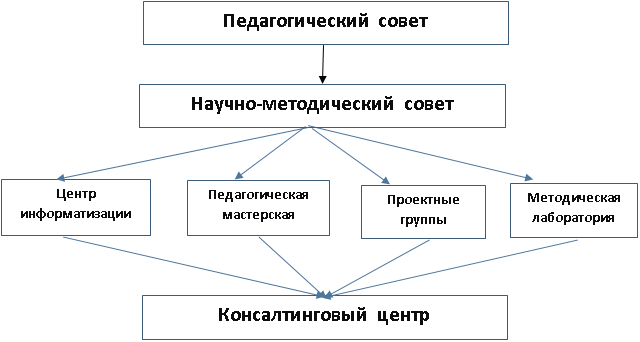 Педагогический совет
Научно-методический совет
Центр
информатизации
Педагогическая
мастерская
Проектные
группы
Методическая
лаборатория
Консалтинговый центр